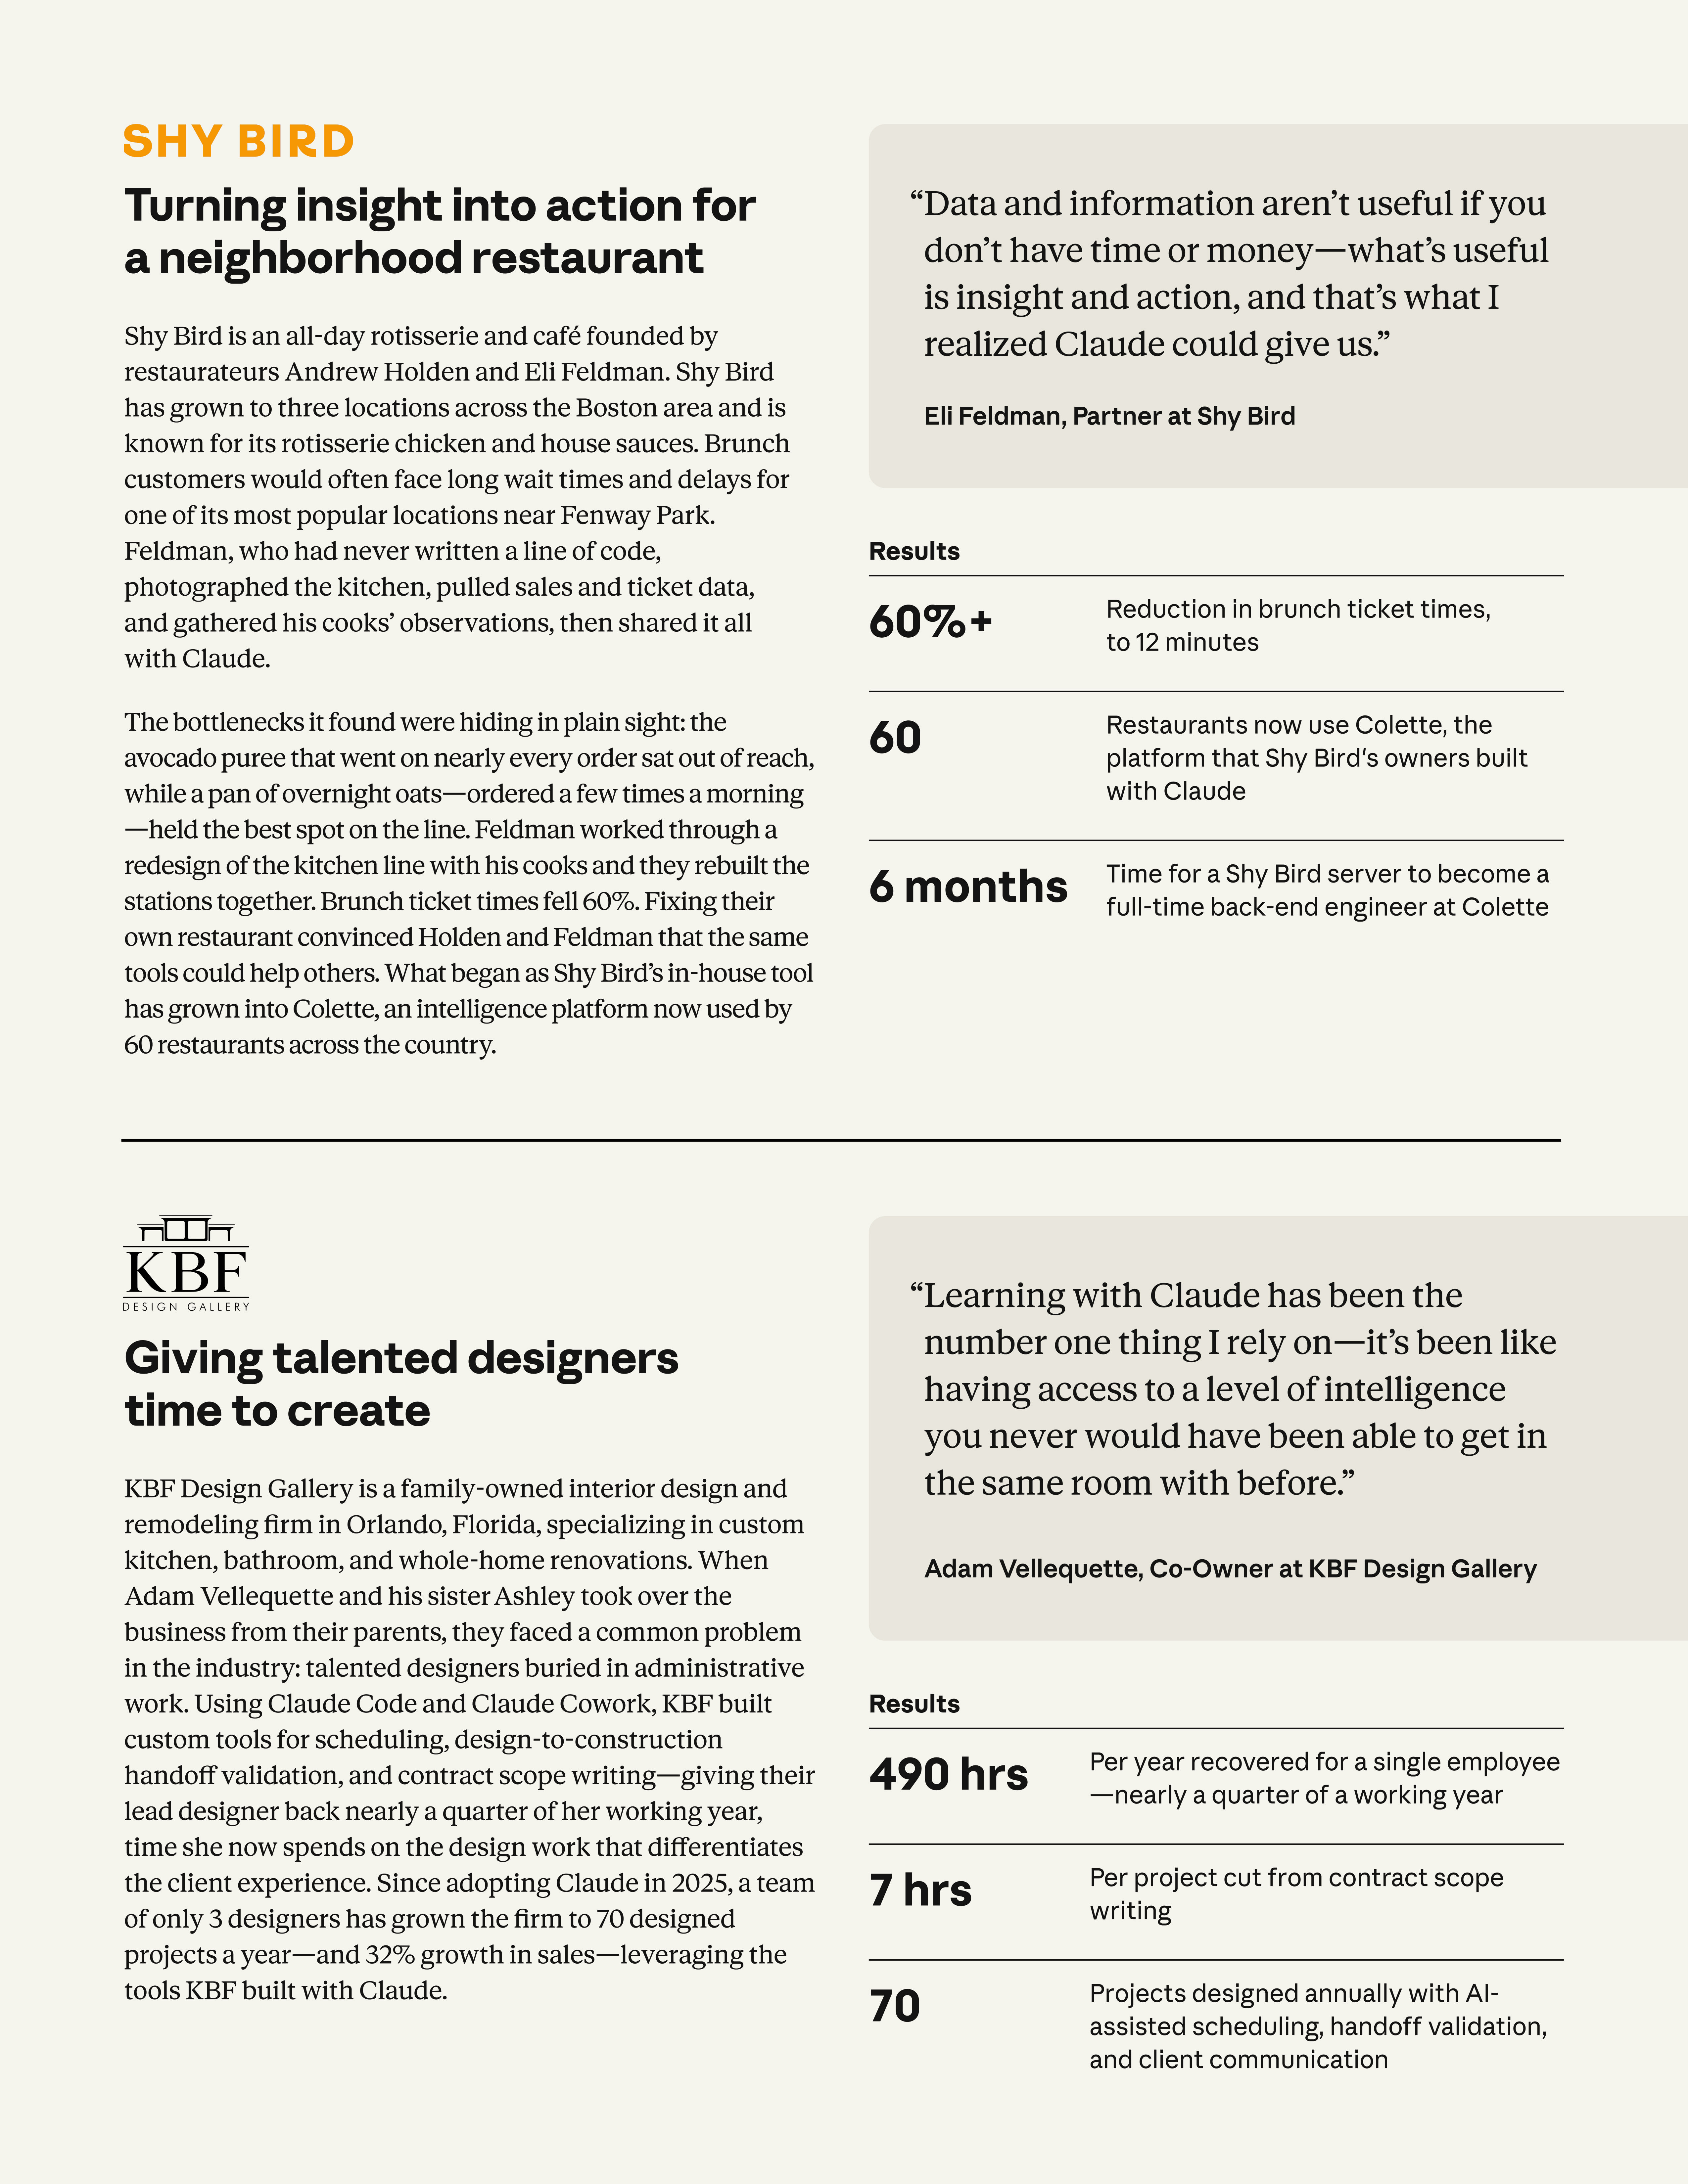 SHY BIRD
Turning insight into action for
a neighborhood restaurant
Shy Bird is an all-day rotisserie and café founded by
restaurateurs Andrew Holden and Eli Feldman. Shy Bird
has grown to three locations across the Boston area and is
known for its rotisserie chicken and house sauces. Brunch
customers would often face long wait times and delays for
one of its most popular locations near Fenway Park.
Feldman, who had never written a line of code,
photographed the kitchen, pulled sales and ticket data,
and gathered his cooks’ observations, then shared it all
with Claude.
The bottlenecks it found were hiding in plain sight: the
avocado puree that went on nearly every order sat out of reach,
while a pan of overnight oats—ordered a few times a morning
—held the best spot on the line. Feldman worked through a
redesign of the kitchen line with his cooks and they rebuilt the
stations together. Brunch ticket times fell 60%. Fixing their
own restaurant convinced Holden and Feldman that the same
tools could help others. What began as Shy Bird’s in-house tool
has grown into Colette, an intelligence platform now used by
60 restaurants across the country.
“Data and information aren’t useful if you
don’t have time or money—what’s useful
is insight and action, and that’s what I
realized Claude could give us.”
Eli Feldman, Partner at Shy Bird
Results
60%+
Reduction in brunch ticket times,
to 12 minutes
60
Restaurants now use Colette, the
platform that Shy Bird's owners built
with Claude
6 months
Time for a Shy Bird server to become a
full-time back-end engineer at Colette
KBF
DESIGN GALLERY
Giving talented designers
time to create
KBF Design Gallery is a family-owned interior design and
remodeling firm in Orlando, Florida, specializing in custom
kitchen, bathroom, and whole-home renovations. When
Adam Vellequette and his sister Ashley took over the
business from their parents, they faced a common problem
in the industry: talented designers buried in administrative
work. Using Claude Code and Claude Cowork, KBF built
custom tools for scheduling, design-to-construction
handoff validation, and contract scope writing—giving their
lead designer back nearly a quarter of her working year,
time she now spends on the design work that differentiates
the client experience. Since adopting Claude in 2025, a team
of only 3 designers has grown the firm to 70 designed
projects a year—and 32% growth in sales—leveraging the
tools KBF built with Claude.
“Learning with Claude has been the
number one thing I rely on—it’s been like
having access to a level of intelligence
you never would have been able to get in
the same room with before.”
Adam Vellequette, Co-Owner at KBF Design Gallery
Results
490 hrs
Per year recovered for a single employee
—nearly a quarter of a working year
7 hrs
Per project cut from contract scope
writing
70
Projects designed annually with AI-
assisted scheduling, handoff validation,
and client communication